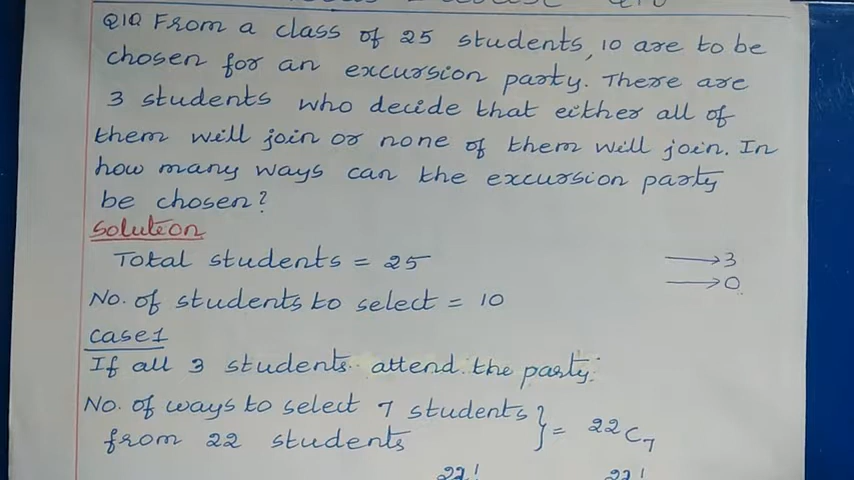 Q10 From a class of 25 students, 10 are to be
chosen for an excursion party. There are
3 students who decide that either all of
them will join or none of them will join. In
how many ways can the excursion party
be chosen?
Solution
Total students = 25
→ 3
→ 0
No. of students to select = 10
Case 1
If all 3 students attend the party:
No. of ways to select 7 students
from 22 students } = ²²C₇
22! 22!